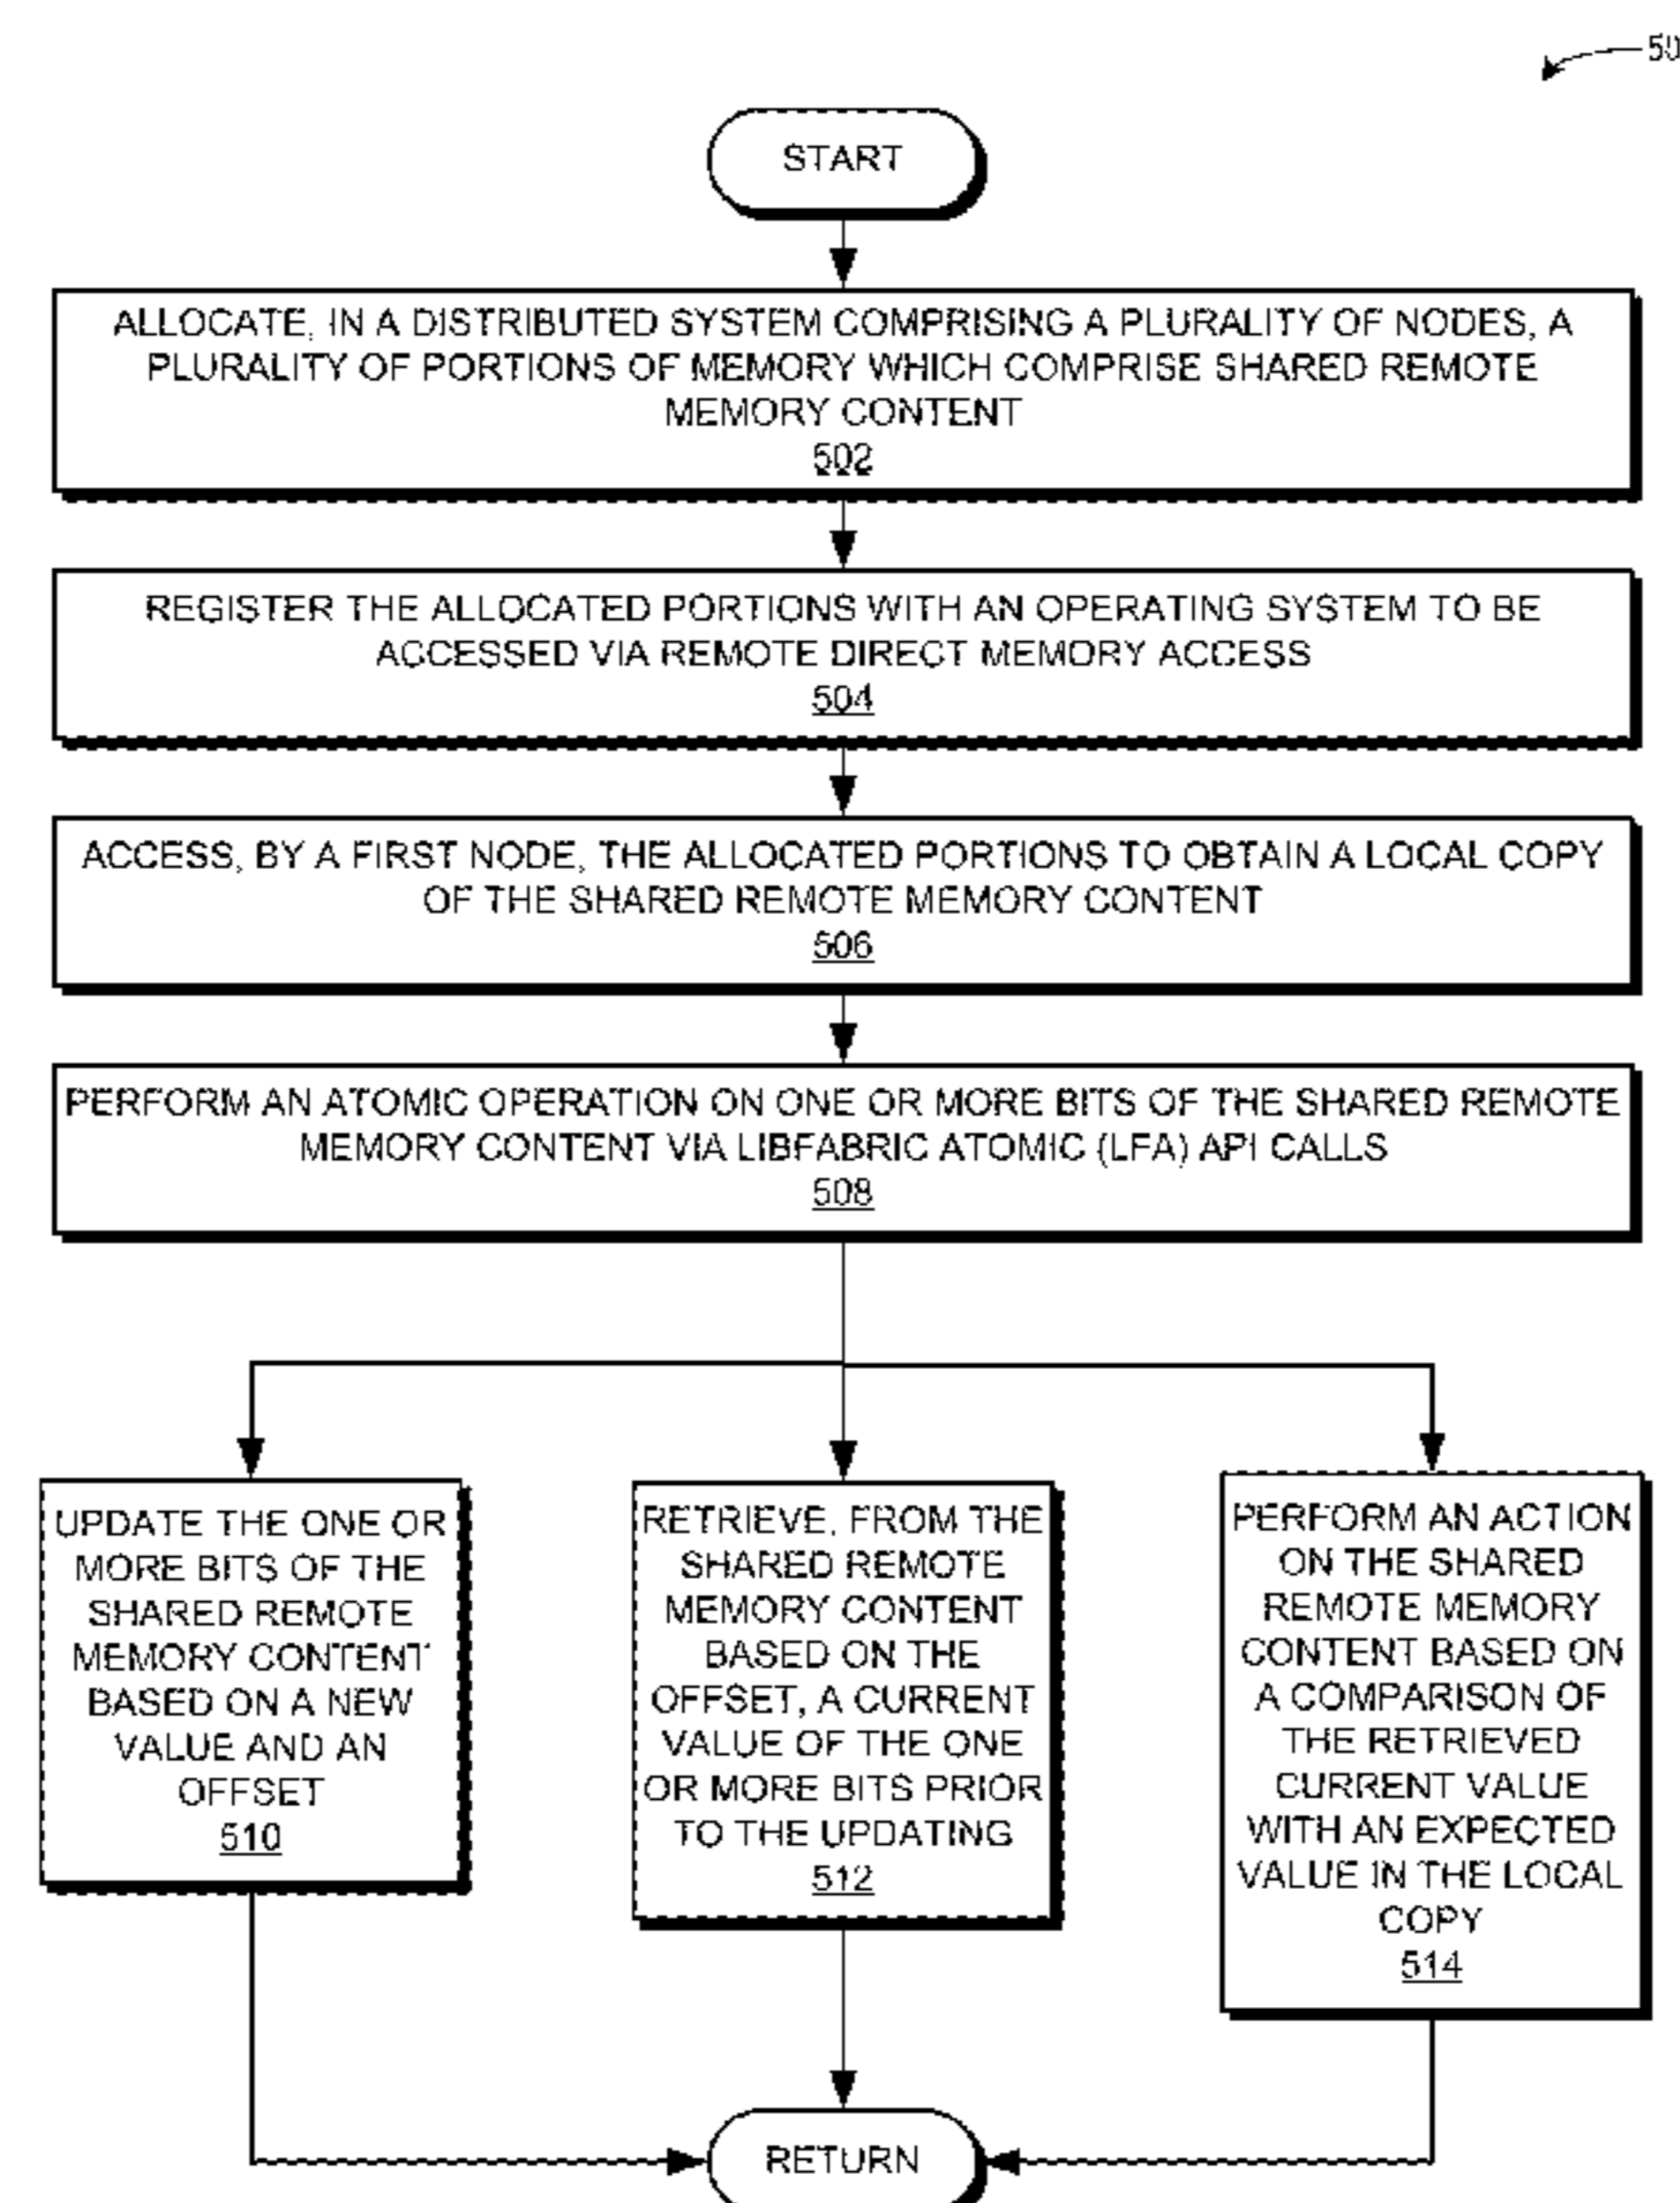 50
START
ALLOCATE, IN A DISTRIBUTED SYSTEM COMPRISING A PLURALITY OF NODES, A
PLURALITY OF PORTIONS OF MEMORY WHICH COMPRISE SHARED REMOTE
MEMORY CONTENT
502
REGISTER THE ALLOCATED PORTIONS WITH AN OPERATING SYSTEM TO BE
ACCESSED VIA REMOTE DIRECT MEMORY ACCESS
504
ACCESS, BY A FIRST NODE, THE ALLOCATED PORTIONS TO OBTAIN A LOCAL COPY
OF THE SHARED REMOTE MEMORY CONTENT
506
PERFORM AN ATOMIC OPERATION ON ONE OR MORE BITS OF THE SHARED REMOTE
MEMORY CONTENT VIA LIBFABRIC ATOMIC (LFA) API CALLS
508
UPDATE THE ONE OR
MORE BITS OF THE
SHARED REMOTE
MEMORY CONTENT
BASED ON A NEW
VALUE AND AN
OFFSET
510
RETRIEVE, FROM THE
SHARED REMOTE
MEMORY CONTENT
BASED ON THE
OFFSET, A CURRENT
VALUE OF THE ONE
OR MORE BITS PRIOR
TO THE UPDATING
512
PERFORM AN ACTION
ON THE SHARED
REMOTE MEMORY
CONTENT BASED ON
A COMPARISON OF
THE RETRIEVED
CURRENT VALUE
WITH AN EXPECTED
VALUE IN THE LOCAL
COPY
514
RETURN